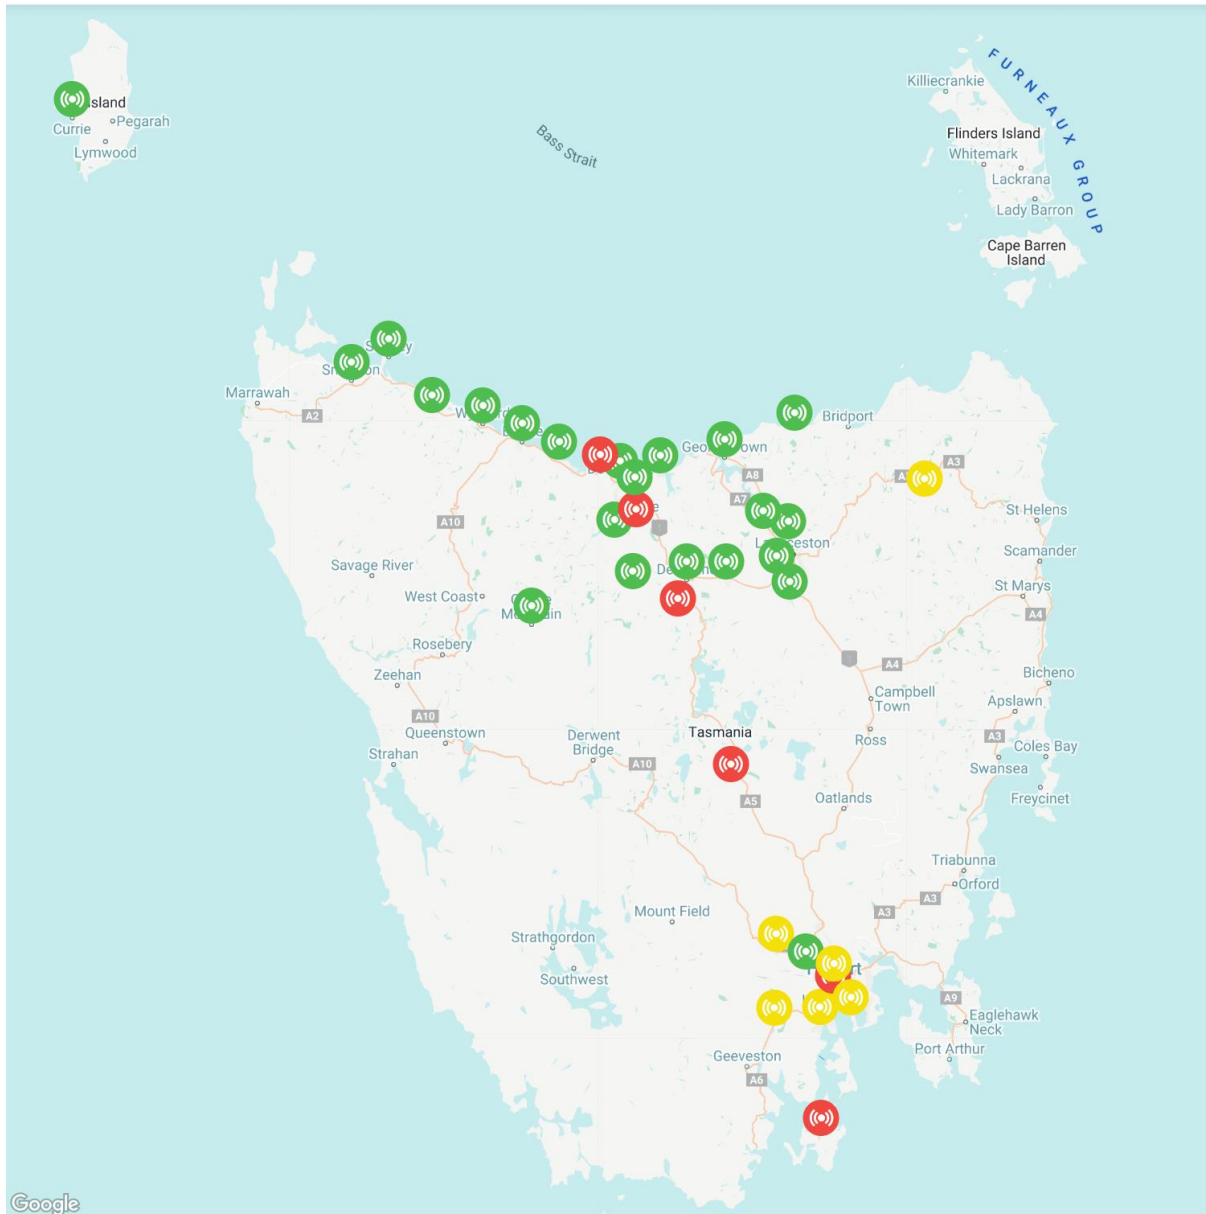 FURNEAUX GROUP
Killiecrankie
Island
Currie
Pegarah
Lymwood
Bass Strait
Flinders Island
Whitemark
Lackrana
Lady Barron
Cape Barren
Island
Marrawah
A2
Bridport
A8
A3
A7
A10
St Helens
Scamander
Savage River
West Coast
St Marys
A4
Rosebery
A4
Zeehan
Bicheno
Campbell
Town
Apslawn
A10
Queenstown
Tasmania
Derwent
Bridge
Ross
A3
Coles Bay
Strahan
A10
Swansea
A5
Oatlands
Freycinet
Triabunna
Orford
A3
Mount Field
A3
Strathgordon
Southwest
A9
Eaglehawk
Neck
Port Arthur
Geeveston
A6
Google